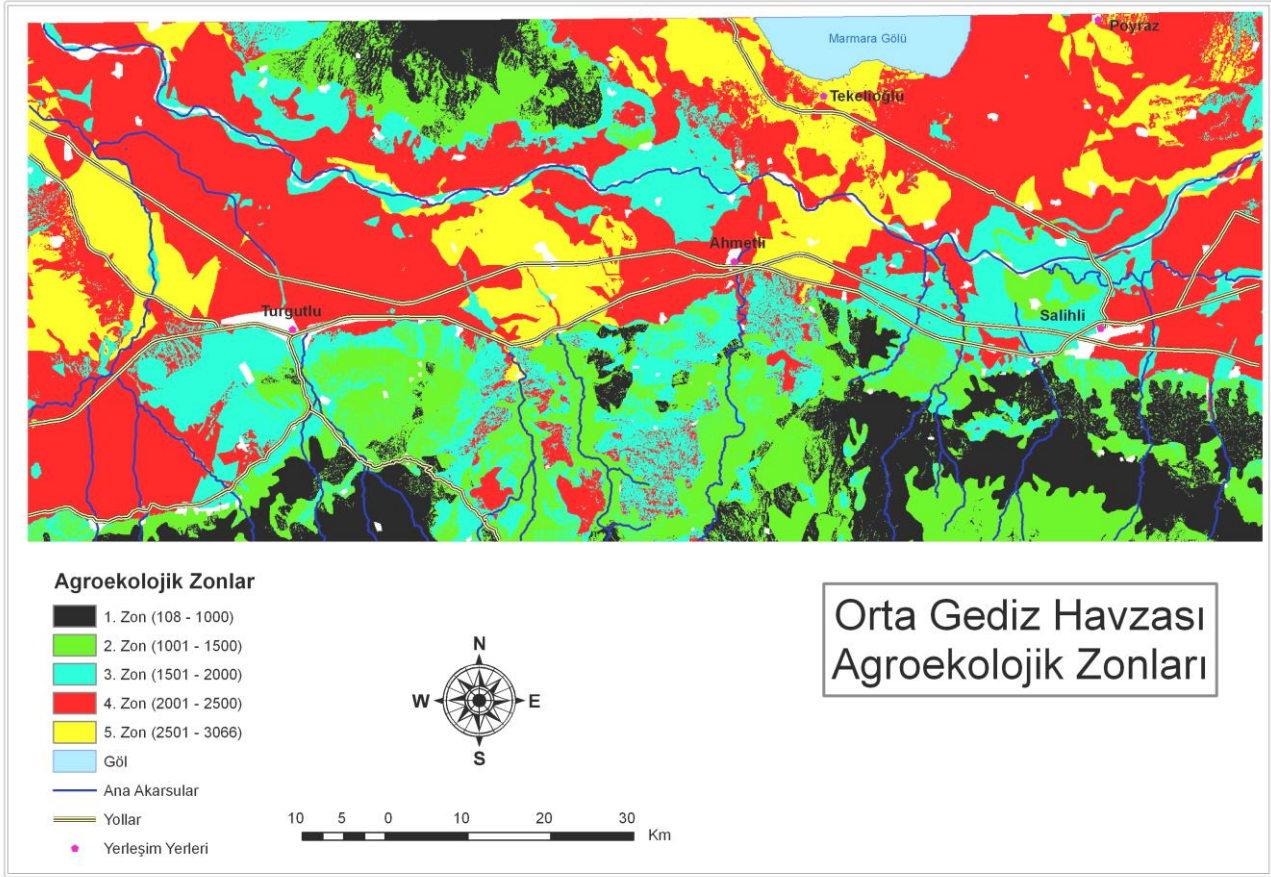 Poyraz
Marmara Gölü
Tekelioğlu
Ahmetli
Turgutlu
Salihli
Agroekolojik Zonlar
1. Zon (108 - 1000)
2. Zon (1001 - 1500)
3. Zon (1501 - 2000)
4. Zon (2001 - 2500)
5. Zon (2501 - 3066)
Göl
Ana Akarsular
Yollar
Yerleşim Yerleri
N
W E
S
10 5 0 10 20 30
Km
Orta Gediz Havzası
Agroekolojik Zonları